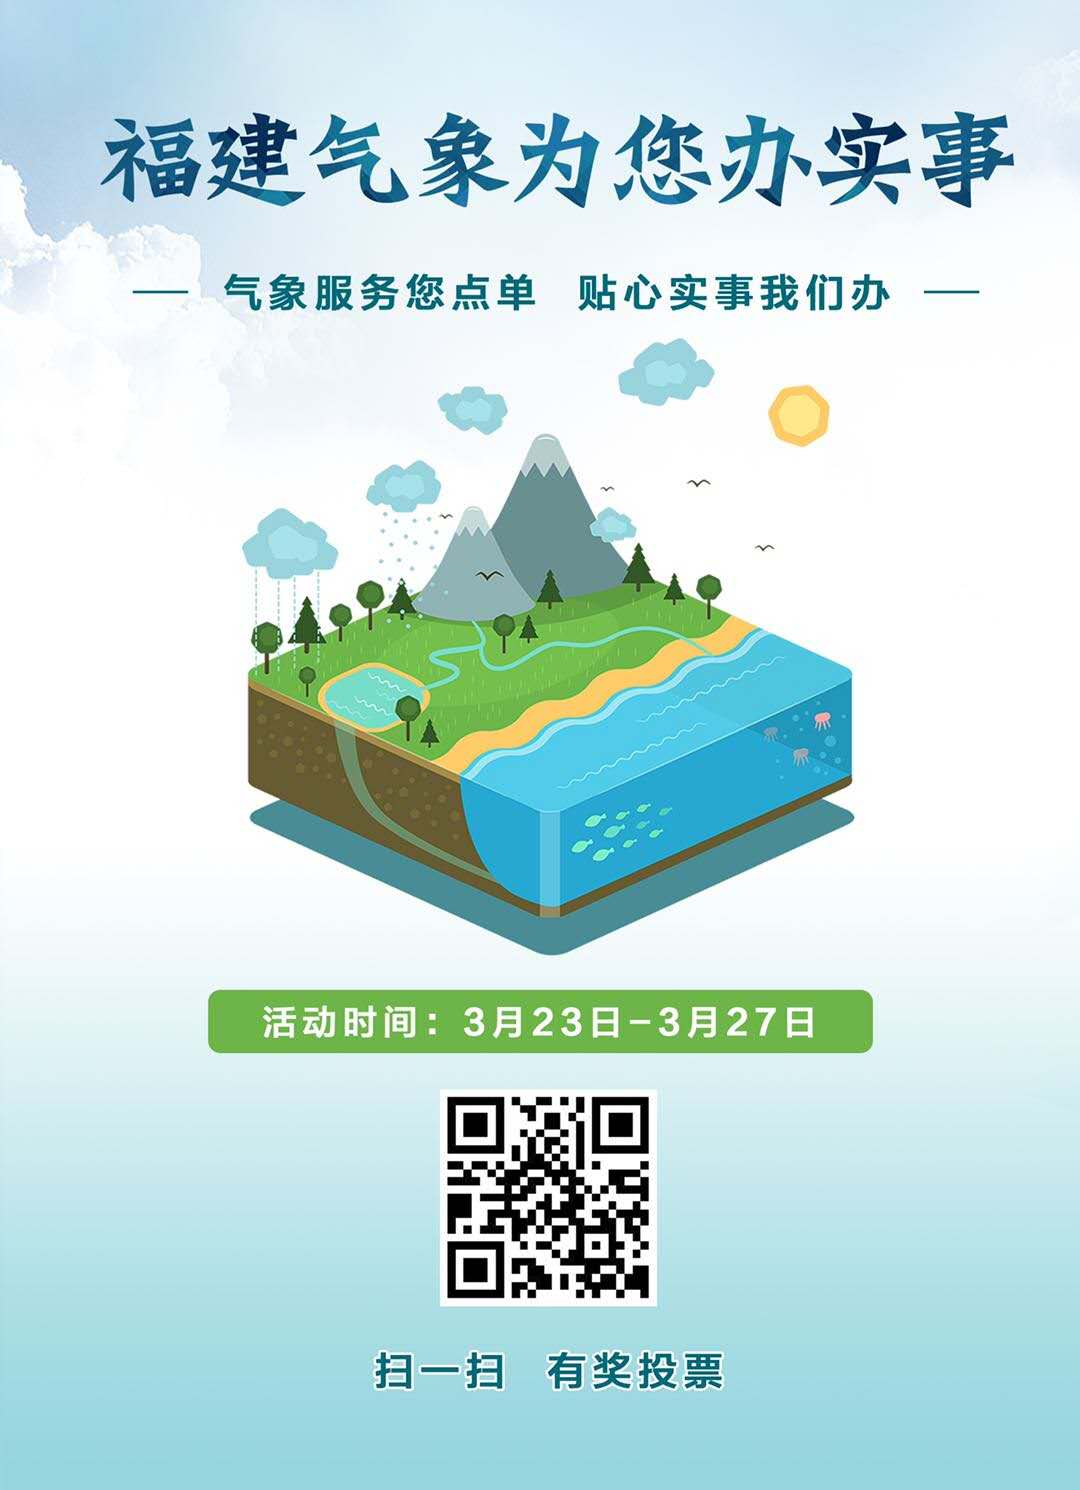 福建气象为您办实事
气象服务您点单 贴心实事我们办
活动时间：3月23日-3月27日
扫一扫 有奖投票